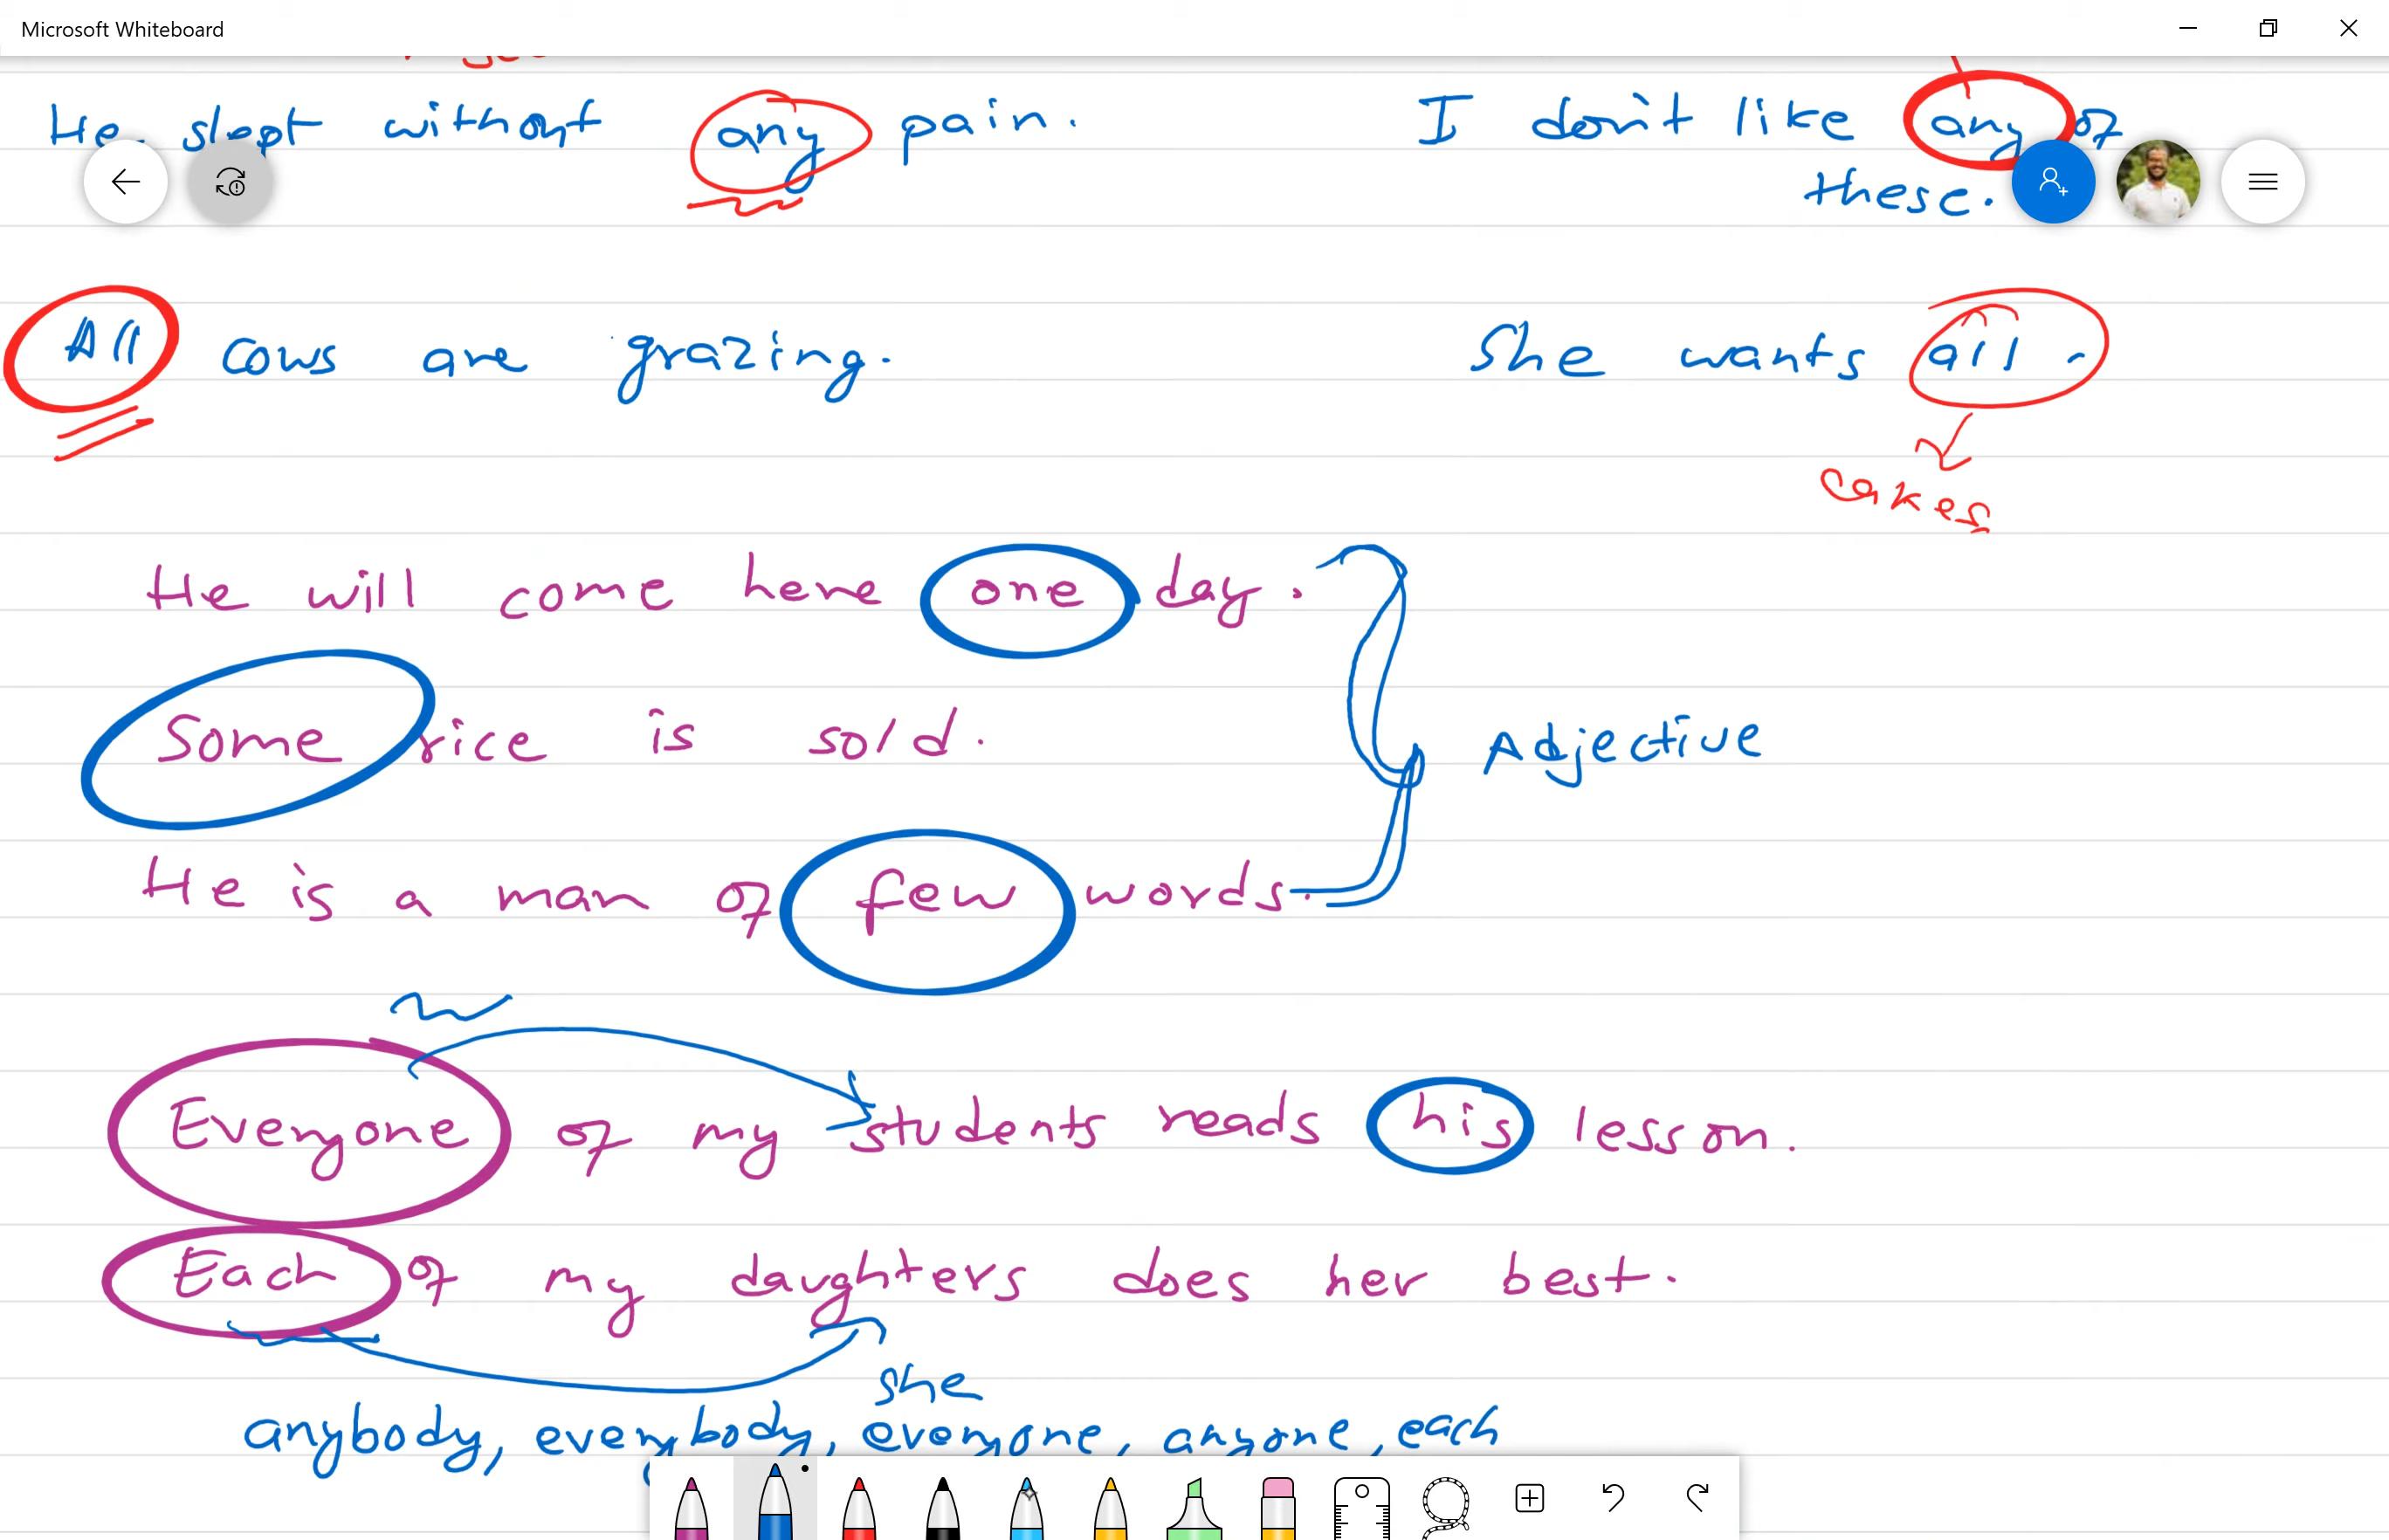 Microsoft Whiteboard
He slept without any pain.
I don't like any of
these.
All cows are grazing.
She wants all.
cakes
He will come here one day.
Some rice is sold.
Adjective
He is a man of few words.
Everyone of my students reads his lesson.
Each of my daughters does her best.
she
anybody, everybody, everyone, anyone, each